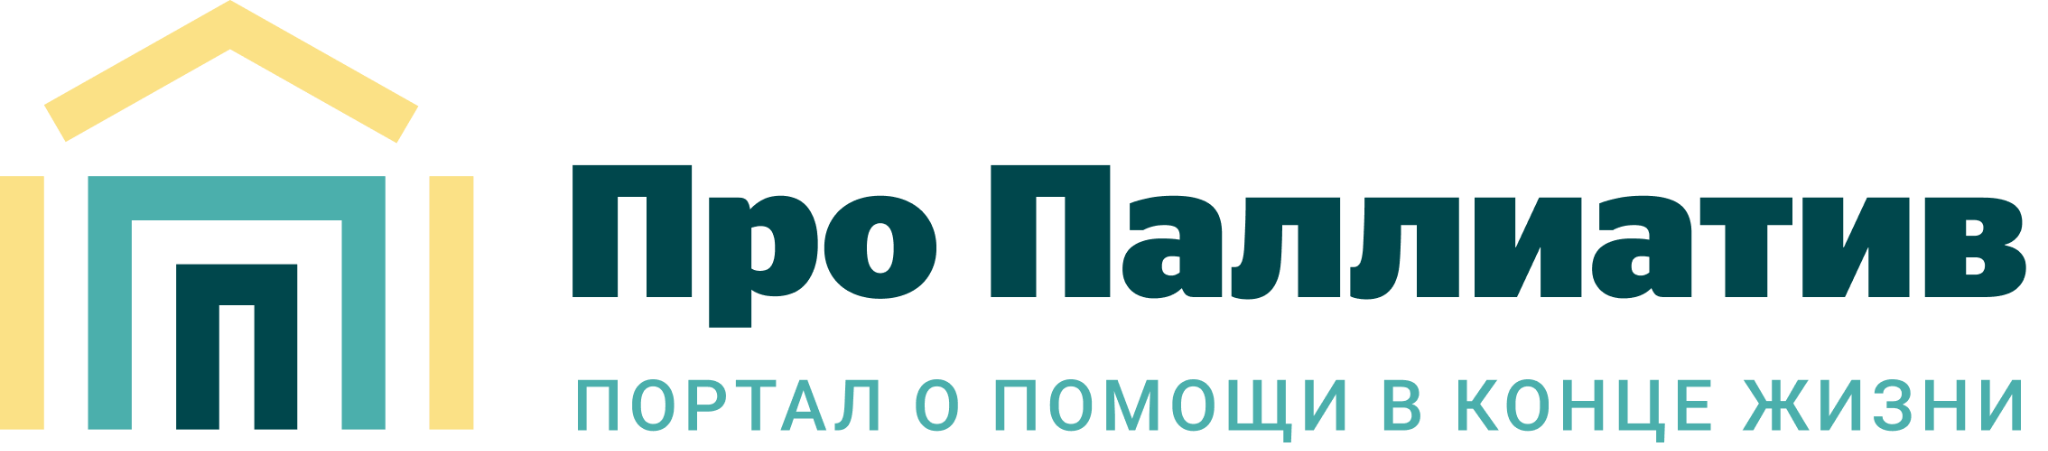 Про Паллиатив
ПОРТАЛ О ПОМОЩИ В КОНЦЕ ЖИЗНИ